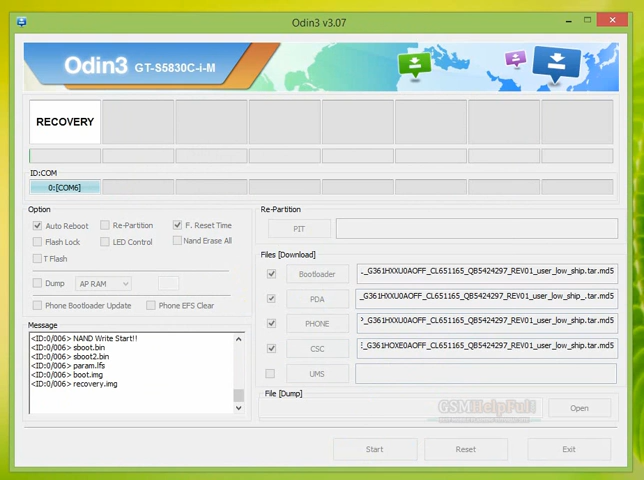 Odin3 v3.07
Odin3 GT-S5830C-i-M
RECOVERY
ID:COM
0:[COM6]
Option
Auto Reboot
Re-Partition
F. Reset Time
Flash Lock
LED Control
Nand Erase All
T Flash
Dump
AP RAM
Phone Bootloader Update
Phone EFS Clear
Message
<ID:0/006> NAND Write Start!!
<ID:0/006> sboot.bin
<ID:0/006> sboot2.bin
<ID:0/006> param.lfs
<ID:0/006> boot.img
<ID:0/006> recovery.img
Re-Partition
PIT
Files [Download]
Bootloader
_G361HXXU0AOFF_CL651165_QB5424297_REV01_user_low_ship.tar.md5
PDA
_G361HXXU0AOFF_CL651165_QB5424297_REV01_user_low_ship_.tar.md5
PHONE
_G361HXXU0AOFF_CL651165_QB5424297_REV01_user_low_ship.tar.md5
CSC
_G361HOXE0AOFF_CL651165_QB5424297_REV01_user_low_ship.tar.md5
UMS
File [Dump]
GSMHelpFul!
Open
Start
Reset
Exit